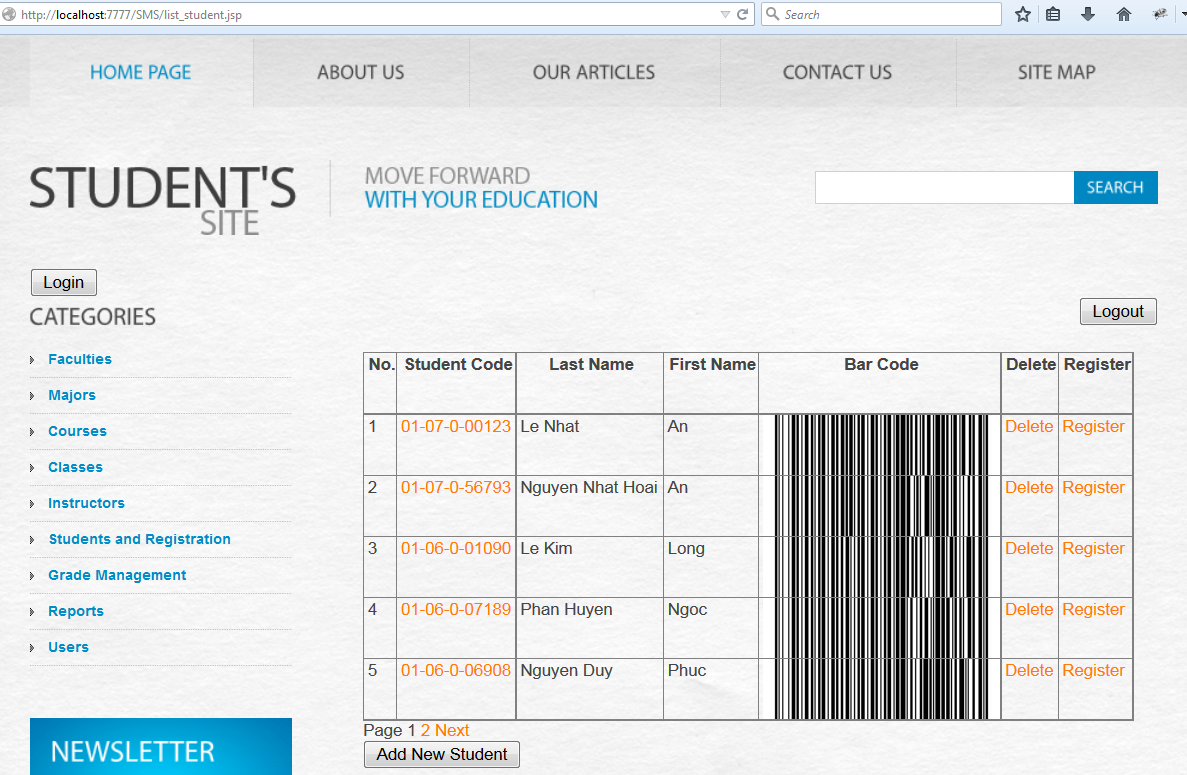 http://localhost:7777/SMS/list_student.jsp
Search
HOME PAGE ABOUT US OUR ARTICLES CONTACT US SITE MAP
STUDENT'S
SITE
MOVE FORWARD
WITH YOUR EDUCATION
SEARCH
Login
CATEGORIES
Logout
Faculties
Majors
Courses
Classes
Instructors
Students and Registration
Grade Management
Reports
Users
NEWSLETTER
No. Student Code Last Name First Name Bar Code Delete Register
1 01-07-0-00123 Le Nhat An Delete Register
2 01-07-0-56793 Nguyen Nhat Hoai An Delete Register
3 01-06-0-01090 Le Kim Long Delete Register
4 01-06-0-07189 Phan Huyen Ngoc Delete Register
5 01-06-0-06908 Nguyen Duy Phuc Delete Register
Page 1 2 Next
Add New Student